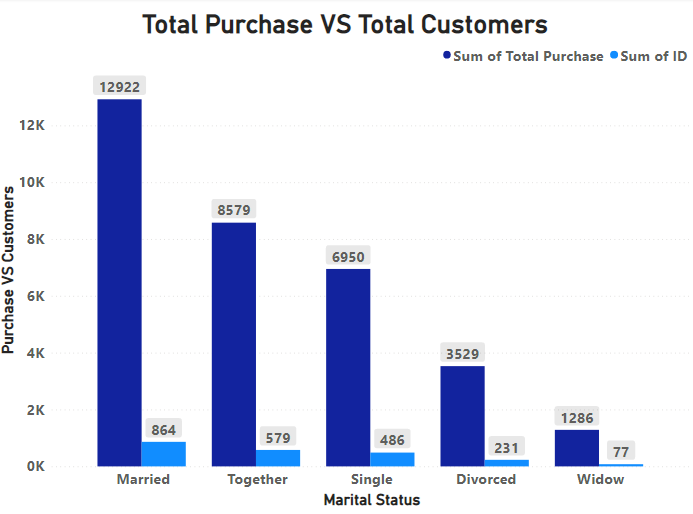 Total Purchase VS Total Customers
Sum of Total Purchase Sum of ID
Purchase VS Customers
12K
10K
8K
6K
4K
2K
0K
12922
864
8579
579
6950
486
3529
231
1286
77
Married Together Single Divorced Widow
Marital Status